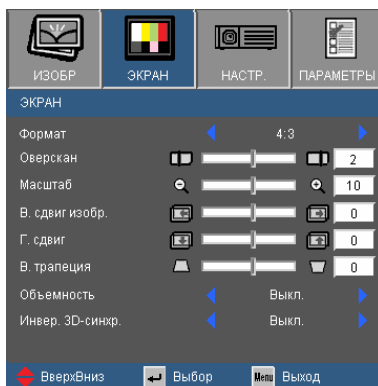 ИЗОБР ЭКРАН НАСТР. ПАРАМЕТРЫ
ЭКРАН
Формат 4:3
Оверскан 2
Масштаб 10
В. сдвиг изобр. 0
Г. сдвиг 0
В. трапеция 0
Объемность Выкл.
Инвер. 3D-синхр. Выкл.
ВверхВниз Выбор Menu Выход